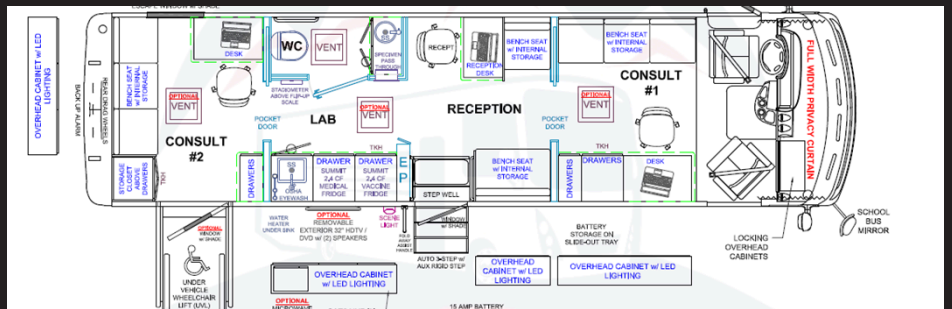 ESCAPE WINDOW w/ SHADE
OVERHEAD CABINET w/ LED
LIGHTING
BACK UP ALARM
REAR DRAG WHEELS
BENCH SEAT
w/ INTERNAL
STORAGE
OPTIONAL
VENT
DESK
CONSULT
#2
STORAGE
CLOSET
ABOVE
DRAWERS
TKH
DRAWERS
POCKET
DOOR
WC
VENT
SS
SPECIMEN
PASS
THROUGH
STADIOMETER
ABOVE FLIP-UP
SCALE
LAB
OPTIONAL
VENT
TKH
SS
OSHA
EYEWASH
DRAWER
SUMMIT
2.4 CF
MEDICAL
FRIDGE
DRAWER
SUMMIT
2.4 CF
VACCINE
FRIDGE
E
P
RECEPT
RECEPTION
DESK
BENCH SEAT
w/ INTERNAL
STORAGE
RECEPTION
STEP WELL
BENCH SEAT
w/ INTERNAL
STORAGE
POCKET
DOOR
BENCH SEAT
w/ INTERNAL
STORAGE
CONSULT
#1
OPTIONAL
VENT
TKH
DRAWERS
DRAWERS
DESK
FULL WIDTH PRIVACY CURTAIN
SCHOOL
BUS
MIRROR
LOCKING
OVERHEAD
CABINETS
OPTIONAL
WINDOW
w/ SHADE
UNDER
VEHICLE
WHEELCHAIR
LIFT (UVL)
WATER
HEATER
UNDER SINK
OPTIONAL
REMOVABLE
EXTERIOR 32" HDTV /
DVD w/ (2) SPEAKERS
SCENE
LIGHT
WINDOW
w/ SHADE
AUTO 3-STEP w/
AUX RIGID STEP
BATTERY
STORAGE ON
SLIDE-OUT TRAY
OVERHEAD CABINET
w/ LED LIGHTING
OVERHEAD
CABINET w/ LED
LIGHTING
OVERHEAD CABINET w/ LED
LIGHTING
OPTIONAL
15 AMP BATTERY